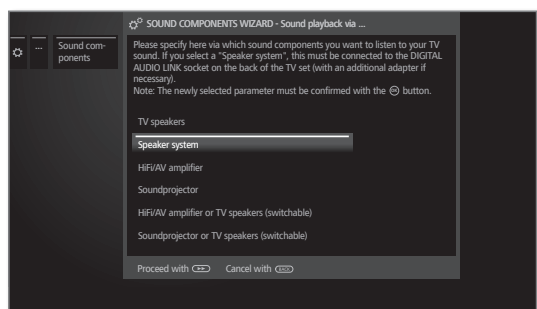 SOUND COMPONENTS WIZARD - Sound playback via ...
...
Sound com-
ponents
Please specify here via which sound components you want to listen to your TV
sound. If you select a "Speaker system", this must be connected to the DIGITAL
AUDIO LINK socket on the back of the TV set (with an additional adapter if
necessary).
Note: The newly selected parameter must be confirmed with the OK button.
TV speakers
Speaker system
HiFi/AV amplifier
Soundprojector
HiFi/AV amplifier or TV speakers (switchable)
Soundprojector or TV speakers (switchable)
Proceed with Cancel with BACK